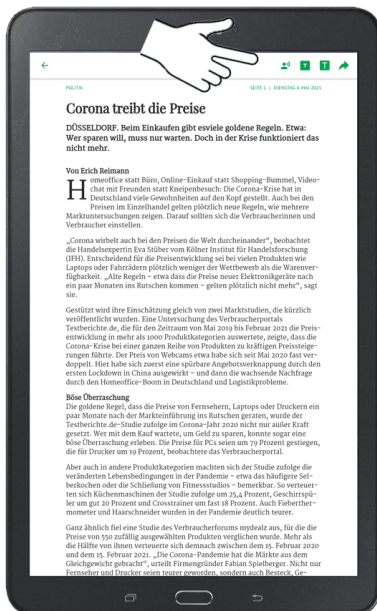 POLITIK
SEITE 1 | DIENSTAG 4 MAI 2021
Corona treibt die Preise
DÜSSELDORF. Beim Einkaufen gibt esviele goldene Regeln. Etwa:
Wer sparen will, muss nur warten. Doch in der Krise funktioniert das
nicht mehr.
Von Erich Reimann
Homeoffice statt Büro, Online-Einkauf statt Shopping-Bummel, Video-
chat mit Freunden statt Kneipenbesuch: Die Corona-Krise hat in
Deutschland viele Gewohnheiten auf den Kopf gestellt. Auch bei den
Preisen im Einzelhandel gelten plötzlich neue Regeln, wie mehrere
Marktuntersuchungen zeigen. Darauf sollten sich die Verbraucherinnen und
Verbraucher einstellen.
„Corona wirbelt auch bei den Preisen die Welt durcheinander“, beobachtet
die Handelsexpertin Eva Stüber vom Kölner Institut für Handelsforschung
(IFH). Entscheidend für die Preisentwicklung sei bei vielen Produkten wie
Laptops oder Fahrrädern plötzlich weniger der Wettbewerb als die Warenver-
fügbarkeit. „Alte Regeln – etwa dass die Preise neuer Elektronikgeräte nach
ein paar Monaten ins Rutschen kommen – gelten plötzlich nicht mehr“, sagt
sie.
Gestützt wird ihre Einschätzung gleich von zwei Marktstudien, die kürzlich
veröffentlicht wurden. Eine Untersuchung des Verbraucherportals
Testberichte.de, die für den Zeitraum von Mai 2019 bis Februar 2021 die Preis-
entwicklung in mehr als 1000 Produktkategorien auswertete, zeigte, dass die
Corona-Krise bei einer ganzen Reihe von Produkten zu kräftigen Preissteige-
rungen führte. Der Preis von Webcams etwa habe sich seit Mai 2020 fast ver-
doppelt. Hier habe sich zuerst eine spürbare Angebotsverknappung durch den
ersten Lockdown in China ausgewirkt – und dann die wachsende Nachfrage
durch den Homeoffice-Boom in Deutschland und Logistikprobleme.
Böse Überraschung
Die goldene Regel, dass die Preise von Fernsehern, Laptops oder Druckern ein
paar Monate nach der Markteinführung ins Rutschen geraten, wurde der
Testberichte.de-Studie zufolge im Corona-Jahr 2020 nicht nur außer Kraft
gesetzt. Wer mit dem Kauf wartete, um Geld zu sparen, konnte sogar eine
böse Überraschung erleben. Die Preise für PCs seien um 79 Prozent gestiegen,
die für Drucker um 19 Prozent, beobachtete das Verbraucherportal.
Aber auch in andere Produktkategorien machten sich der Studie zufolge die
veränderten Lebensbedingungen in der Pandemie – etwa das häufigere Sel-
berkochen oder die Schließung von Fitnessstudios – bemerkbar. So verteuer-
ten sich Küchenmaschinen der Studie zufolge um 25,4 Prozent, Geschirrspü-
ler um gut 20 Prozent und Crosstrainer um fast 18 Prozent. Auch Fieberther-
mometer und Haarschneider wurden in der Pandemie deutlich teurer.
Ganz ähnlich fiel eine Studie des Verbraucherforums mydealz aus, für die die
Preise von 550 zufällig ausgewählten Produkten verglichen wurde. Mehr als
die Hälfte von ihnen verteuerte sich demnach zwischen dem 15. Februar 2020
und dem 15. Februar 2021. „Die Corona-Pandemie hat die Märkte aus dem
Gleichgewicht gebracht“, urteilt Firmengründer Fabian Spielberger. Nicht nur
Fernseher und Drucker seien teurer geworden, sondern auch Besteck, Ge-